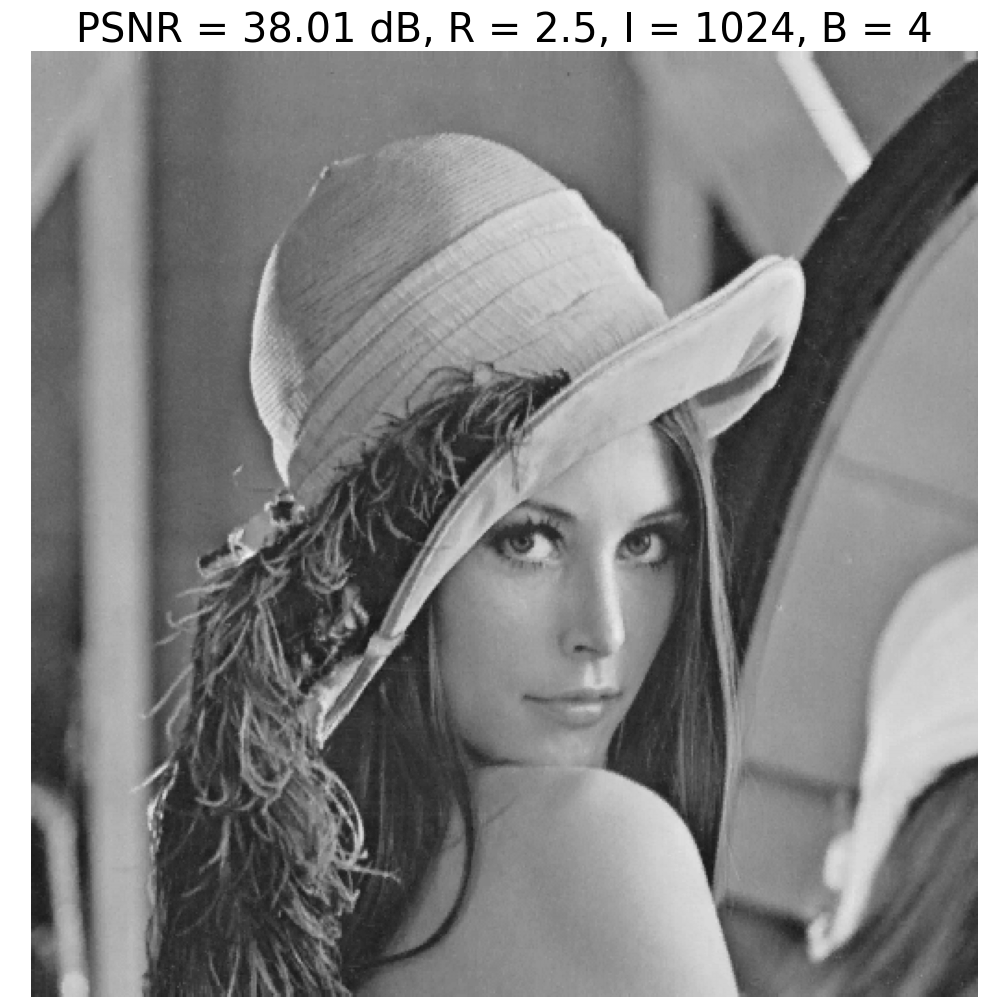 PSNR = 38.01 dB, R = 2.5, I = 1024, B = 4